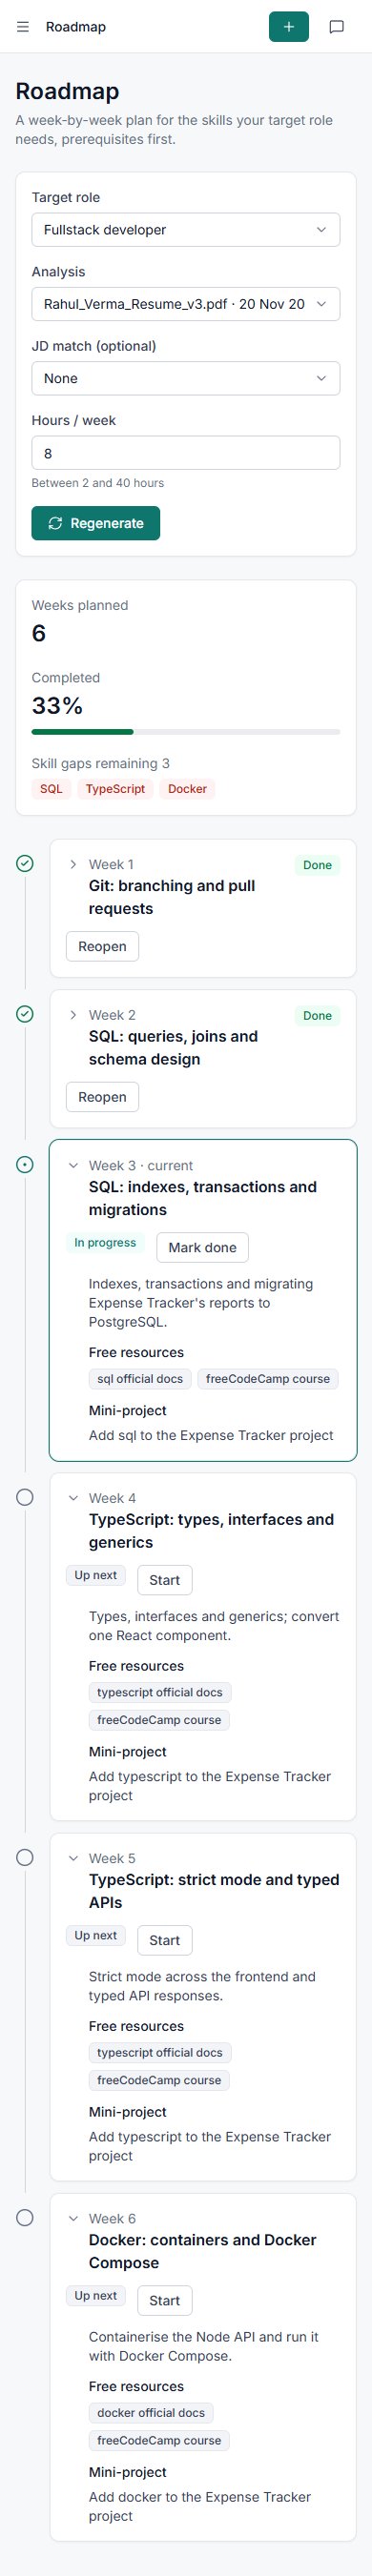 Roadmap
Roadmap
A week-by-week plan for the skills your target role
needs, prerequisites first.
Target role
Fullstack developer
Analysis
Rahul_Verma_Resume_v3.pdf · 20 Nov 20
JD match (optional)
None
Hours / week
8
Between 2 and 40 hours
Regenerate
Weeks planned
6
Completed
33%
Skill gaps remaining 3
SQL TypeScript Docker
Week 1 Done
Git: branching and pull
requests
Reopen
Week 2 Done
SQL: queries, joins and
schema design
Reopen
Week 3 · current
SQL: indexes, transactions and
migrations
In progress Mark done
Indexes, transactions and migrating
Expense Tracker's reports to
PostgreSQL.
Free resources
sql official docs freeCodeCamp course
Mini-project
Add sql to the Expense Tracker project
Week 4
TypeScript: types, interfaces and
generics
Up next Start
Types, interfaces and generics; convert
one React component.
Free resources
typescript official docs
freeCodeCamp course
Mini-project
Add typescript to the Expense Tracker
project
Week 5
TypeScript: strict mode and typed
APIs
Up next Start
Strict mode across the frontend and
typed API responses.
Free resources
typescript official docs
freeCodeCamp course
Mini-project
Add typescript to the Expense Tracker
project
Week 6
Docker: containers and Docker
Compose
Up next Start
Containerise the Node API and run it
with Docker Compose.
Free resources
docker official docs
freeCodeCamp course
Mini-project
Add docker to the Expense Tracker
project